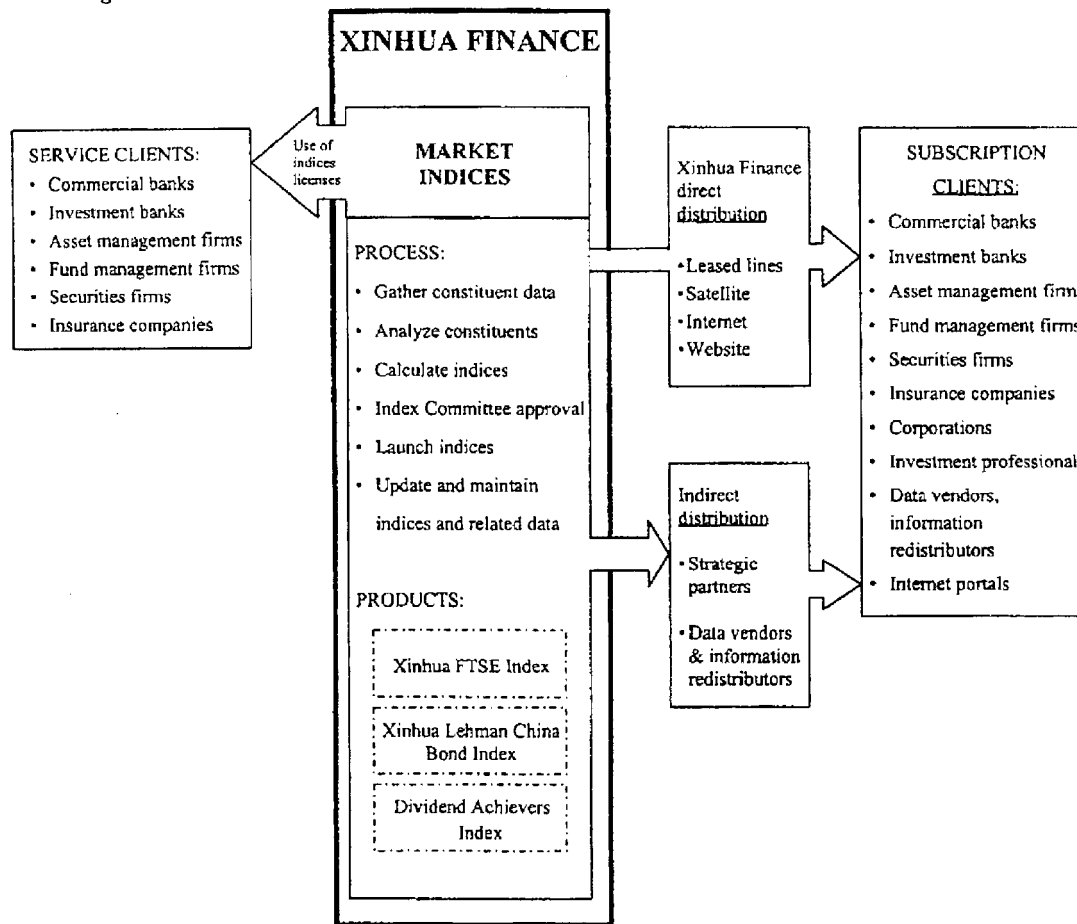 XINHUA FINANCE
SERVICE CLIENTS:
• Commercial banks
• Investment banks
• Asset management firms
• Fund management firms
• Securities firms
• Insurance companies
Use of
indices
licenses
MARKET
INDICES
PROCESS:
• Gather constituent data
• Analyze constituents
• Calculate indices
• Index Committee approval
• Launch indices
• Update and maintain
indices and related data
PRODUCTS:
Xinhua FTSE Index
Xinhua Lehman China
Bond Index
Dividend Achievers
Index
Xinhua Finance
direct
distribution
• Leased lines
• Satellite
• Internet
• Website
Indirect
distribution
• Strategic
partners
• Data vendors
& information
redistributors
SUBSCRIPTION
CLIENTS:
• Commercial banks
• Investment banks
• Asset management firm
• Fund management firms
• Securities firms
• Insurance companies
• Corporations
• Investment professional
• Data vendors,
information
redistributors
• Internet portals